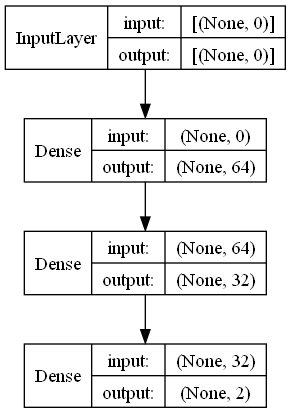 InputLayer input: [(None, 0)]
output: [(None, 0)]
Dense input: (None, 0)
output: (None, 64)
Dense input: (None, 64)
output: (None, 32)
Dense input: (None, 32)
output: (None, 2)